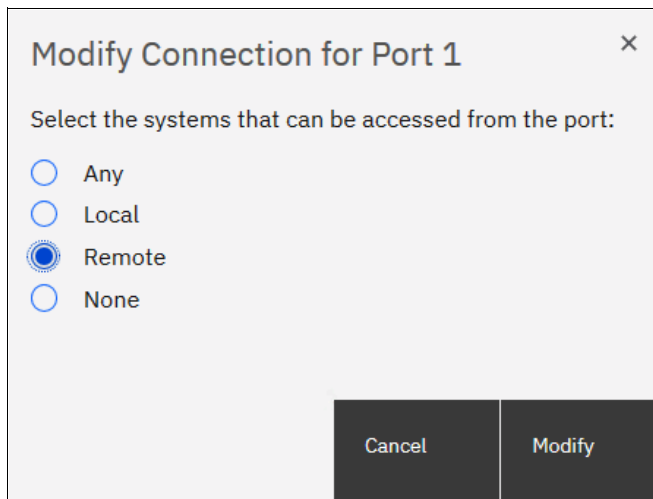 Modify Connection for Port 1
Select the systems that can be accessed from the port:
Any
Local
Remote
None
Cancel Modify